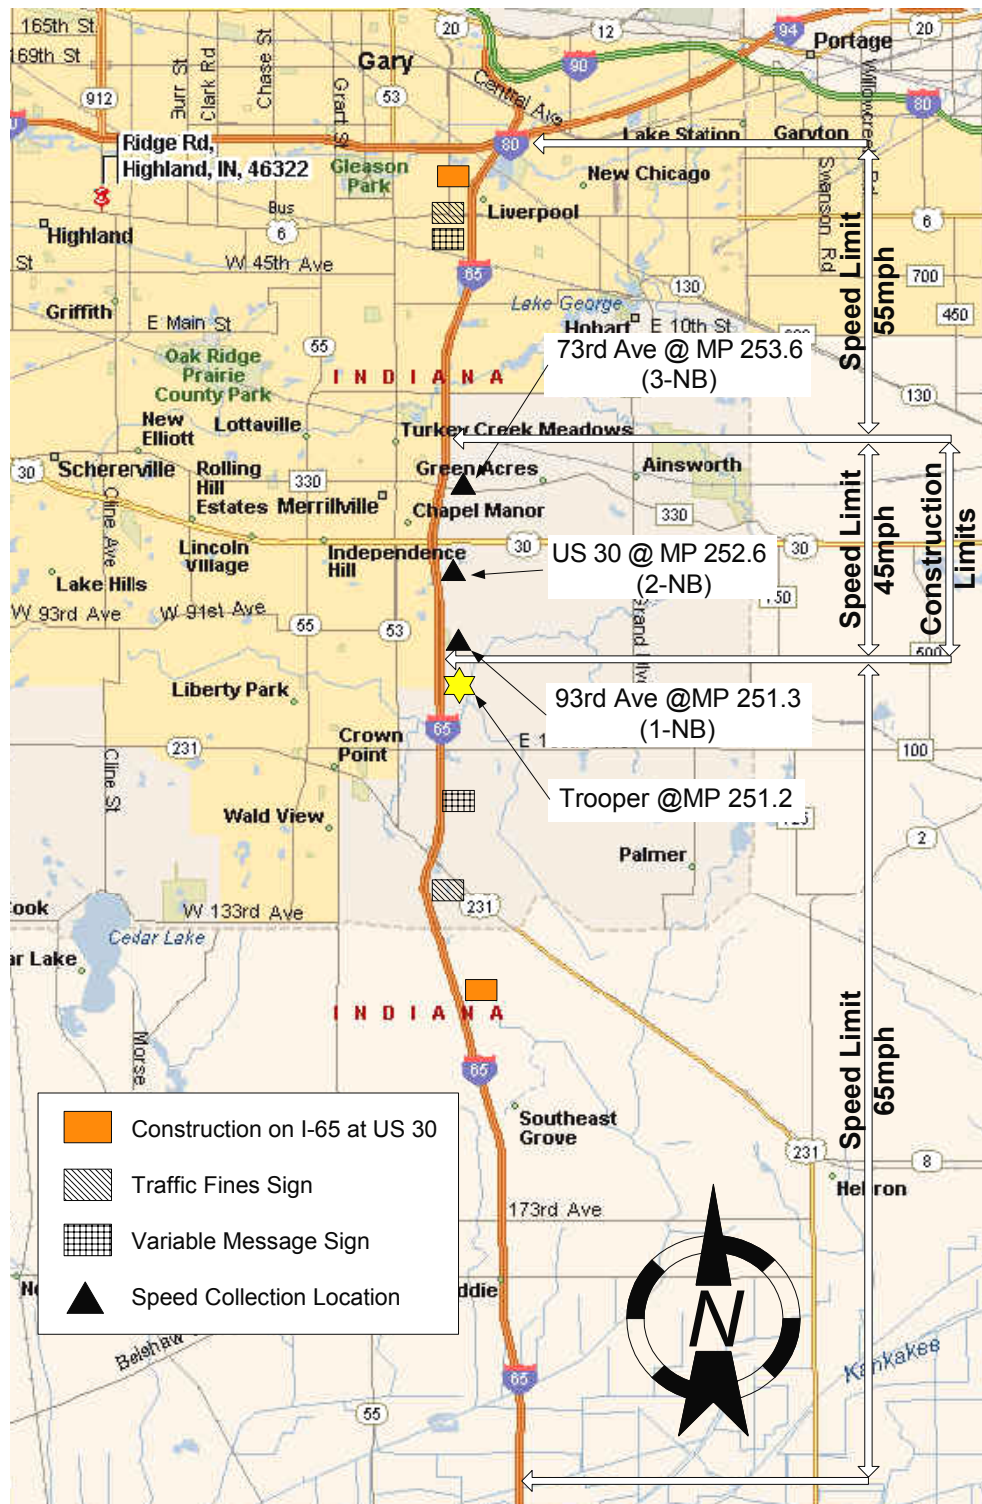 165th St
20
12
94
Portage
20
169th St
Gary
90
Burr St
Clark Rd
Chase St
Grant St
53
Central Ave
Willowcreek Rd
912
80
Ridge Rd,
Highland, IN, 46322
80
Lake Station
Garyton
Gleason
Park
New Chicago
Swanson Rd
Liverpool
Bus
6
6
Highland
St
W 45th Ave
65
700
130
Lake George
Griffith
E Main St
Hobart
E 10th St
450
55
Speed Limit
55mph
73rd Ave @ MP 253.6
(3-NB)
Oak Ridge
Prairie
County Park
INDIANA
130
New
Elliott
Lottaville
Turkey Creek Meadows
30
Schererville
Rolling
Hill
Estates
330
Merrillville
Green Acres
Ainsworth
Chapel Manor
330
Cline Ave
Lincoln
Village
Independence
Hill
30
US 30 @ MP 252.6
(2-NB)
30
Speed Limit
45mph
Construction
Limits
Lake Hills
W 93rd Ave
W 91st Ave
55
53
500
Liberty Park
93rd Ave @MP 251.3
(1-NB)
65
Crown
Point
231
100
Cline St
Trooper @MP 251.2
Wald View
2
Palmer
W 133rd Ave
231
Cedar Lake
INDIANA
Morse
65
Speed Limit
65mph
Construction on I-65 at US 30
Southeast
Grove
231
8
Hebron
Traffic Fines Sign
173rd Ave
Variable Message Sign
Speed Collection Location
N
Belshaw
65
Kankakee
55